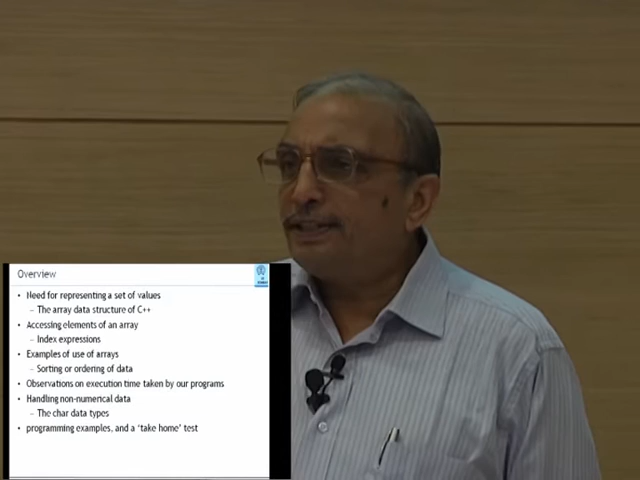 Overview
• Need for representing a set of values
– The array data structure of C++
• Accessing elements of an array
– Index expressions
• Examples of use of arrays
– Sorting or ordering of data
• Observations on execution time taken by our programs
• Handling non-numerical data
– The char data types
• programming examples, and a 'take home' test